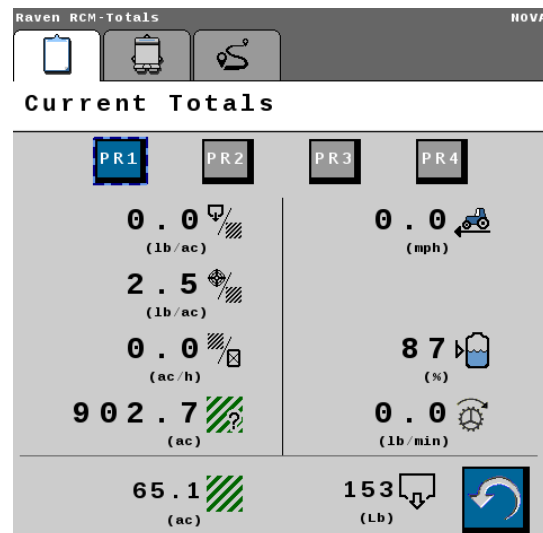 Raven RCM-Totals NOVA
Current Totals
PR1 PR2 PR3 PR4
0.0 0.0
(lb/ac) (mph)
2.5
(lb/ac)
0.0 87
(ac/h) (%)
902.7 ? 0.0
(ac) (lb/min)
65.1 153
(ac) (Lb)